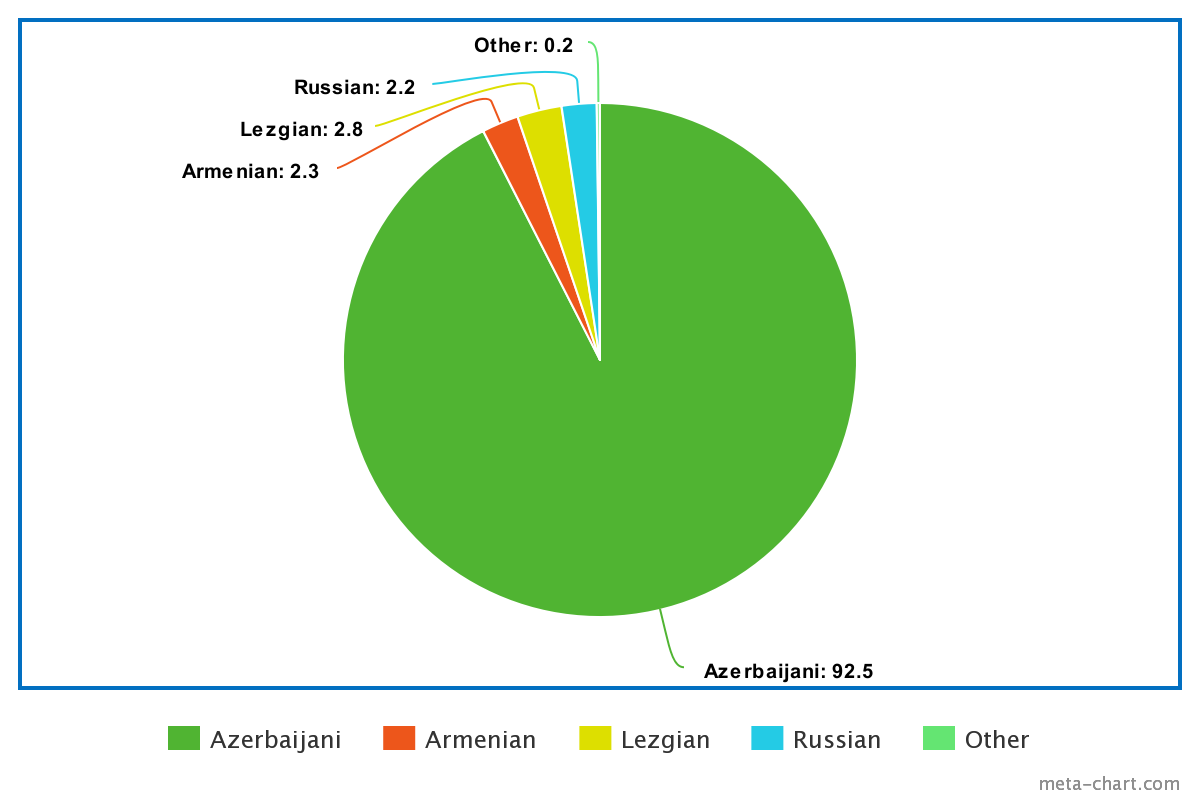 Other: 0.2
Russian: 2.2
Lezgian: 2.8
Armenian: 2.3
Azerbaijani: 92.5
Azerbaijani Armenian Lezgian Russian Other
meta-chart.com